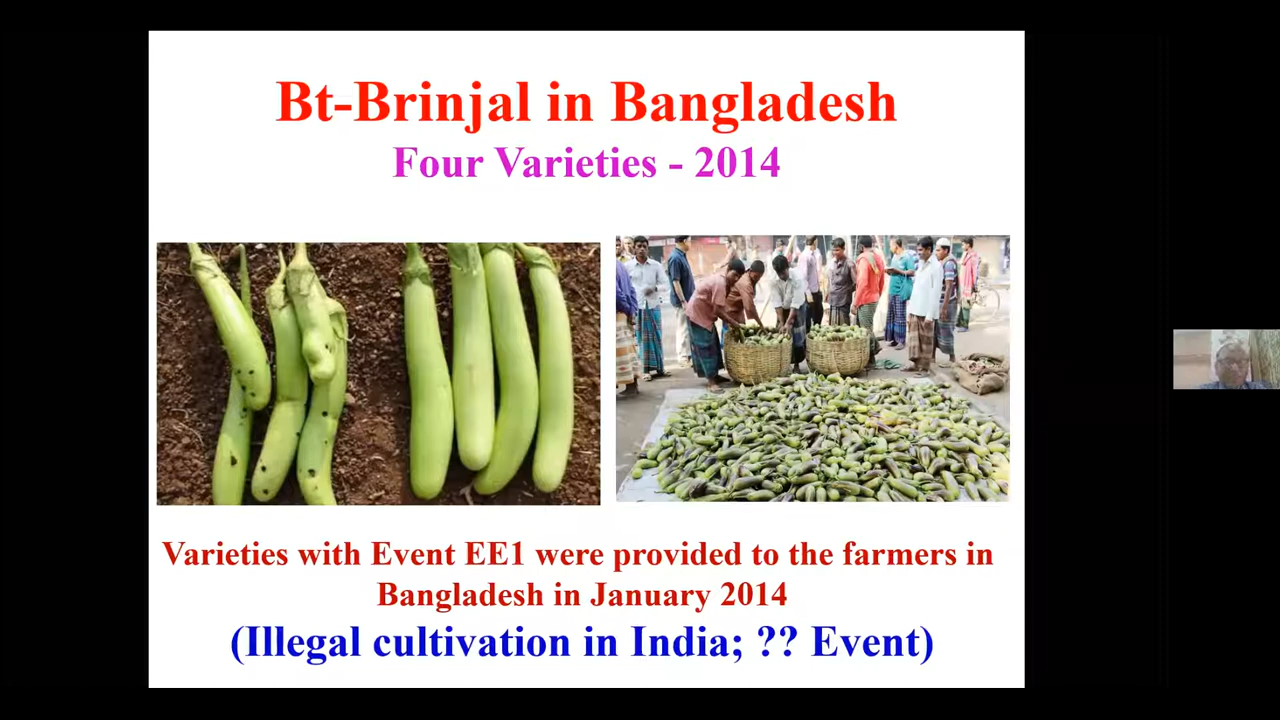 Bt-Brinjal in Bangladesh
Four Varieties - 2014
Varieties with Event EE1 were provided to the farmers in
Bangladesh in January 2014
(Illegal cultivation in India; ?? Event)